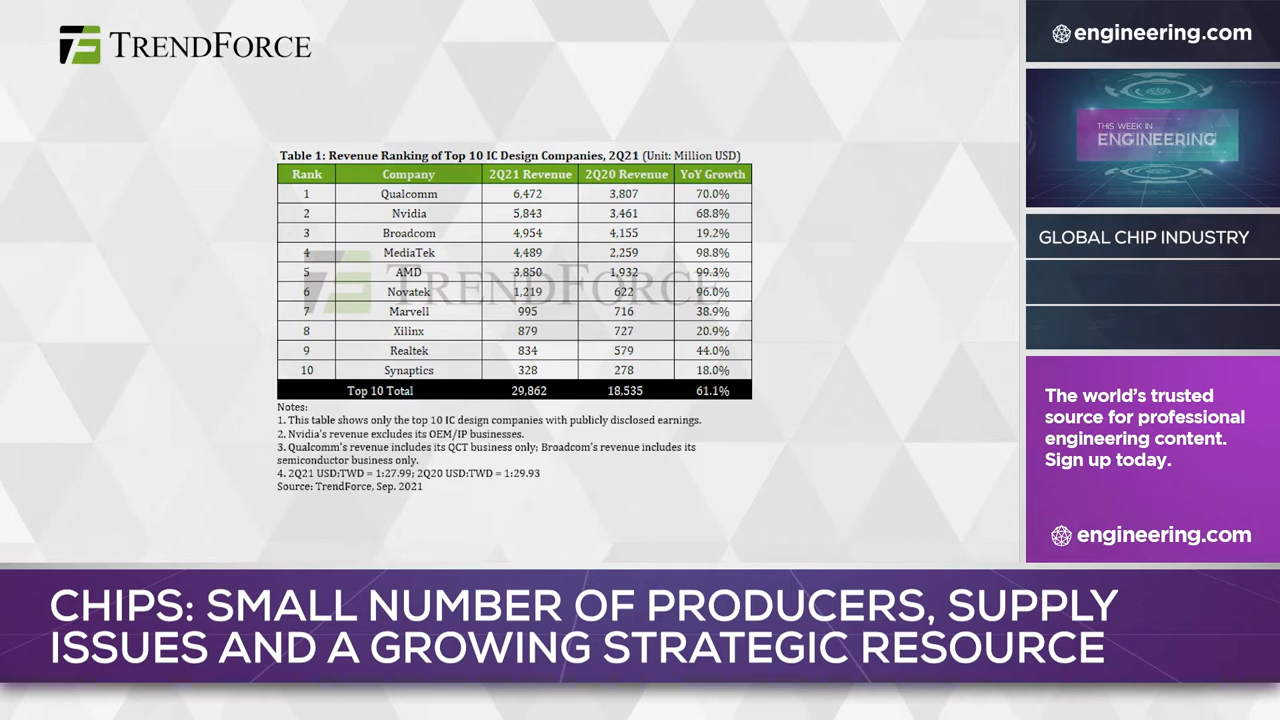 TRENDFORCE
Table 1: Revenue Ranking of Top 10 IC Design Companies, 2Q21 (Unit: Million USD)
Rank Company 2Q21 Revenue 2Q20 Revenue YoY Growth
1 Qualcomm 6,472 3,807 70.0%
2 Nvidia 5,843 3,461 68.8%
3 Broadcom 4,954 4,155 19.2%
4 MediaTek 4,489 2,259 98.8%
5 AMD 3,850 1,932 99.3%
6 Novatek 1,219 622 96.0%
7 Marvell 995 716 38.9%
8 Xilinx 879 727 20.9%
9 Realtek 834 579 44.0%
10 Synaptics 328 278 18.0%
Top 10 Total 29,862 18,535 61.1%
TRENDFORCE
Notes:
1. This table shows only the top 10 IC design companies with publicly disclosed earnings.
2. Nvidia's revenue excludes its OEM/IP businesses.
3. Qualcomm's revenue includes its QCT business only; Broadcom's revenue includes its
semiconductor business only.
4. 2Q21 USD:TWD = 1:27.99; 2Q20 USD:TWD = 1:29.93
Source: TrendForce, Sep. 2021
engineering.com
THIS WEEK IN
ENGINEERING
GLOBAL CHIP INDUSTRY
The world's trusted
source for professional
engineering content.
Sign up today.
engineering.com
CHIPS: SMALL NUMBER OF PRODUCERS, SUPPLY
ISSUES AND A GROWING STRATEGIC RESOURCE